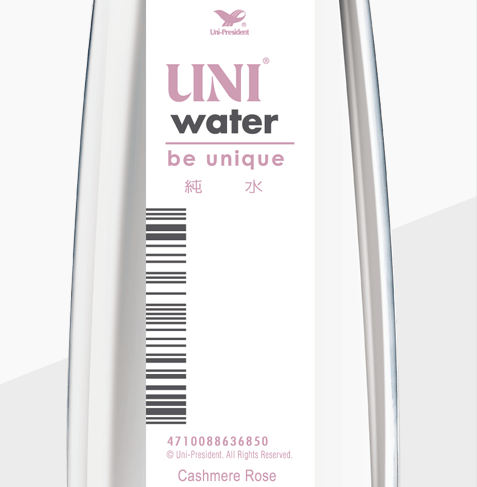 Uni-President
UNI®
water
be unique
純 水
4710088636850
© Uni-President. All Rights Reserved.
Cashmere Rose